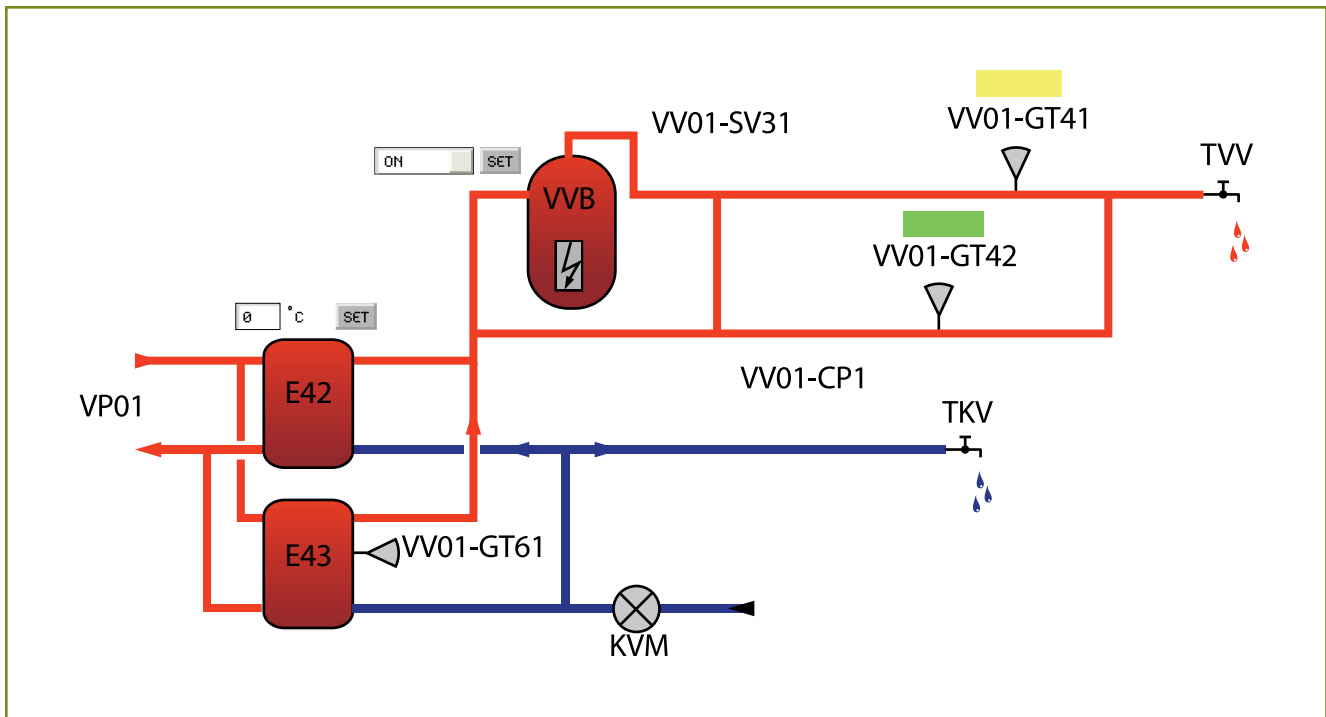 VV01-GT41
VV01-SV31
TVV
ON
SET
VVB
VV01-GT42
0 °C SET
E42
VV01-CP1
VP01
TKV
E43
VV01-GT61
KVM